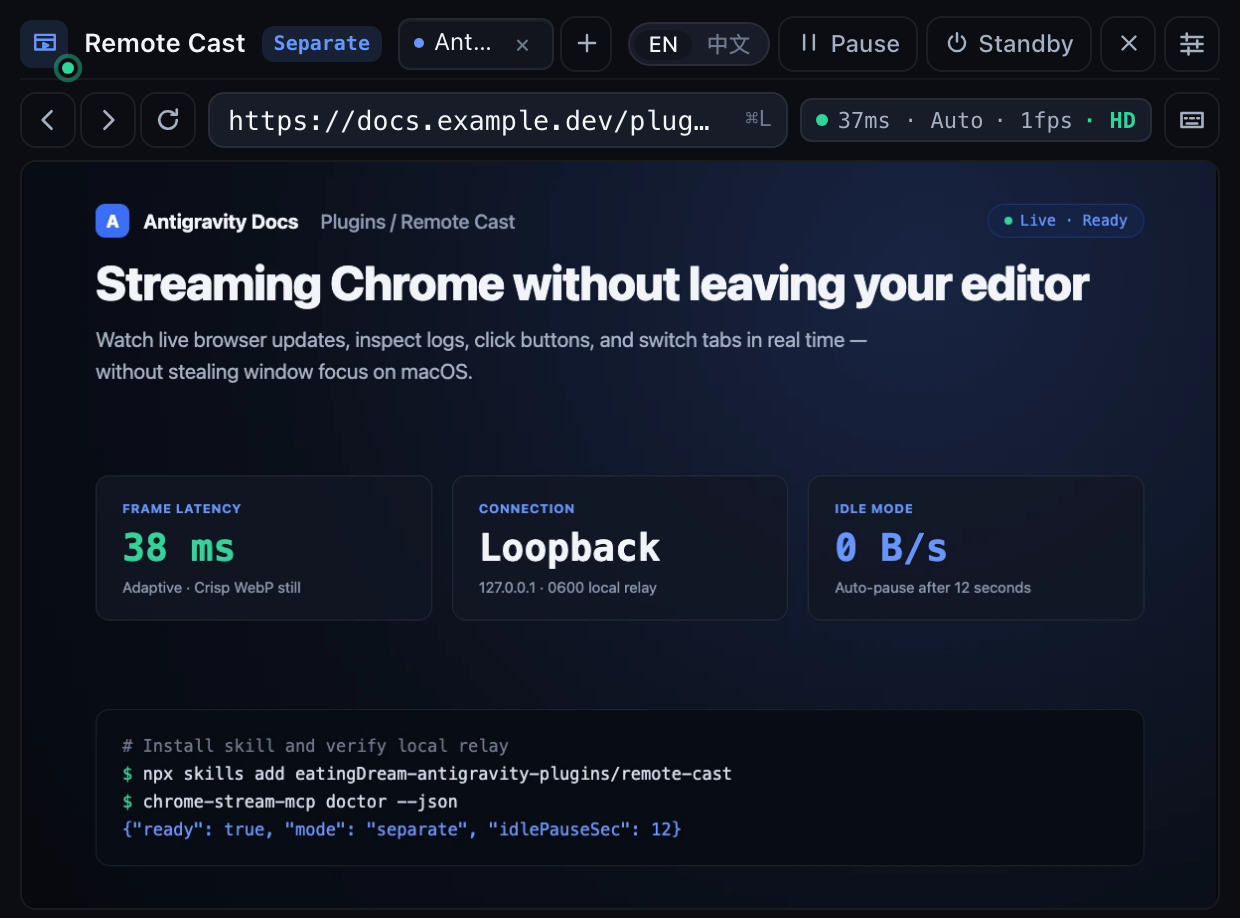 Remote Cast Separate Ant... × + EN 中文 Pause Standby ×
https://docs.example.dev/plug… ⌘L 37ms · Auto · 1fps · HD
A Antigravity Docs Plugins / Remote Cast Live · Ready
Streaming Chrome without leaving your editor
Watch live browser updates, inspect logs, click buttons, and switch tabs in real time —
without stealing window focus on macOS.
FRAME LATENCY
38 ms
Adaptive · Crisp WebP still
CONNECTION
Loopback
127.0.0.1 · 0600 local relay
IDLE MODE
0 B/s
Auto-pause after 12 seconds
# Install skill and verify local relay
$ npx skills add eatingDream-antigravity-plugins/remote-cast
$ chrome-stream-mcp doctor --json
{"ready": true, "mode": "separate", "idlePauseSec": 12}